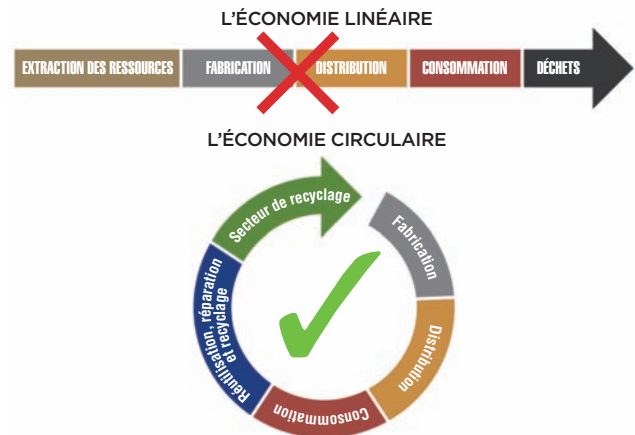 L'ÉCONOMIE LINÉAIRE
EXTRACTION DES RESSOURCES
FABRICATION
DISTRIBUTION
CONSOMMATION
DÉCHETS
L'ÉCONOMIE CIRCULAIRE
Secteur de recyclage
Fabrication
Distribution
Consommation
Réutilisation, réparation
et recyclage